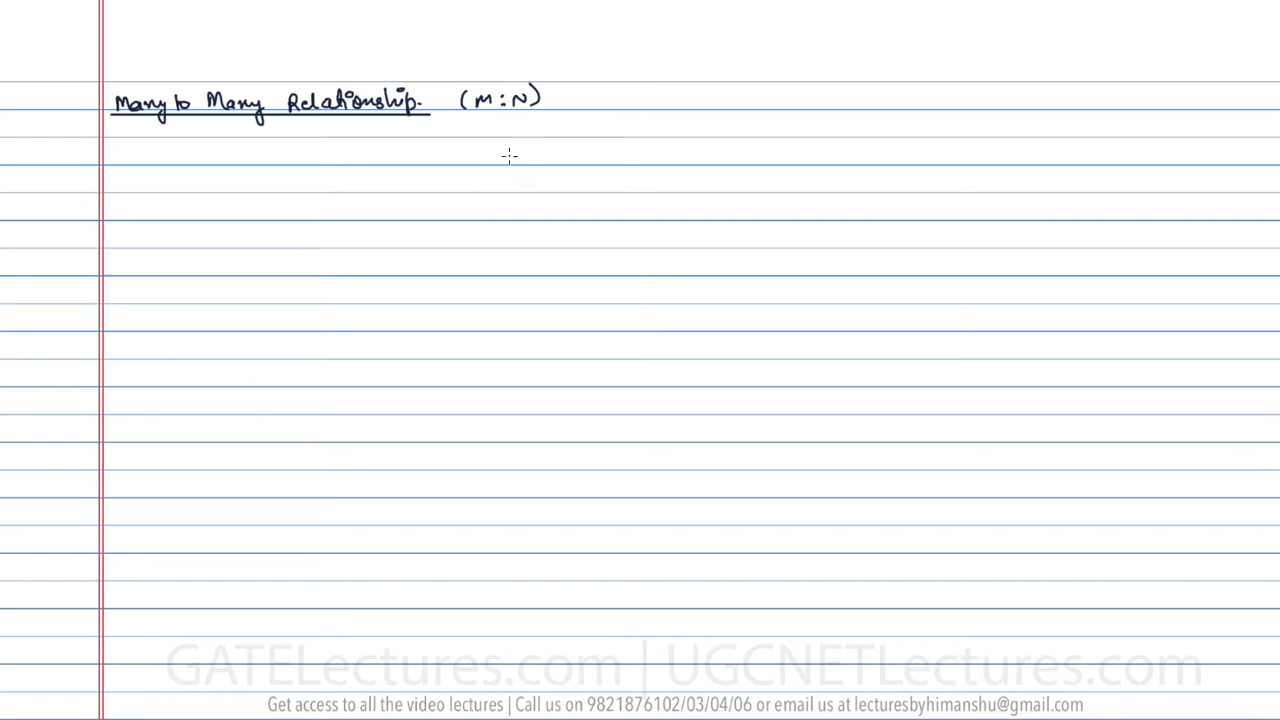 Many to Many Relationship. (M:N)
GATELectures.com | UGCNETLectures.com
Get access to all the video lectures | Call us on 9821876102/03/04/06 or email us at lecturesbyhimanshu@gmail.com